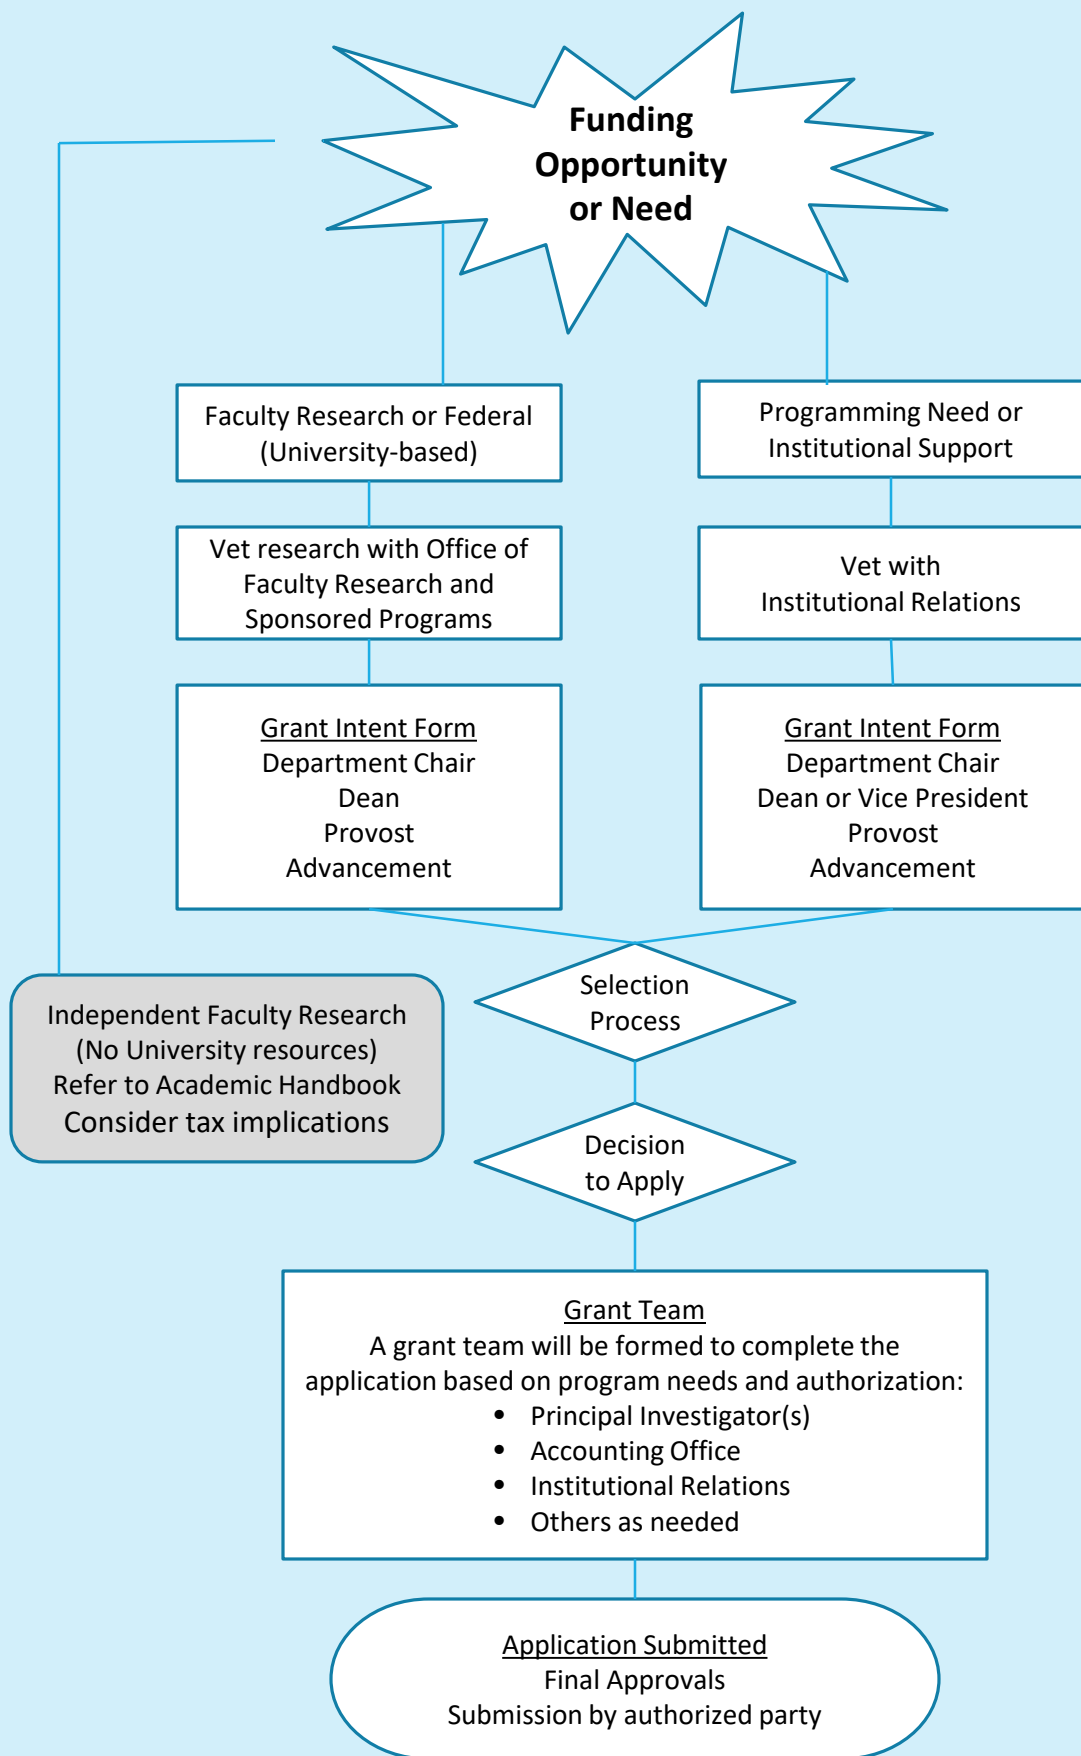 Funding
Opportunity
or Need
Faculty Research or Federal
(University-based)
Programming Need or
Institutional Support
Vet research with Office of
Faculty Research and
Sponsored Programs
Vet with
Institutional Relations
Grant Intent Form
Department Chair
Dean
Provost
Advancement
Grant Intent Form
Department Chair
Dean or Vice President
Provost
Advancement
Selection
Process
Independent Faculty Research
(No University resources)
Refer to Academic Handbook
Consider tax implications
Decision
to Apply
Grant Team
A grant team will be formed to complete the
application based on program needs and authorization:
• Principal Investigator(s)
• Accounting Office
• Institutional Relations
• Others as needed
Application Submitted
Final Approvals
Submission by authorized party